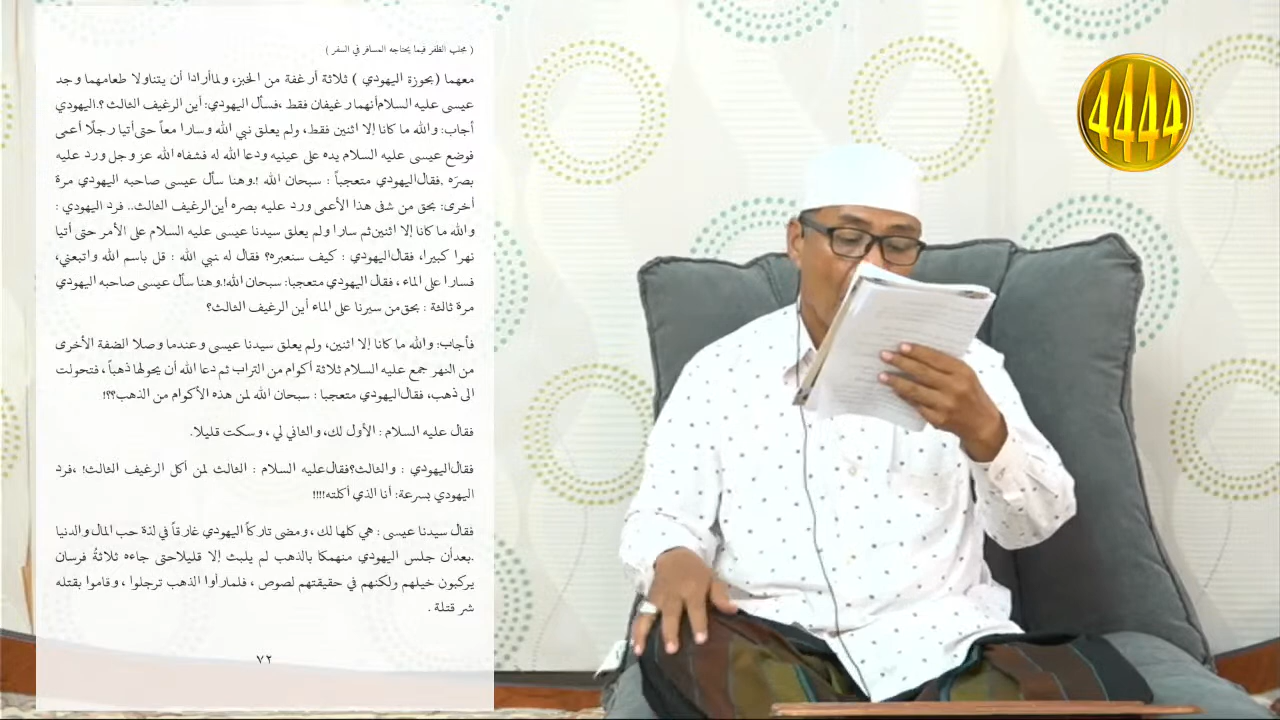 ( مجلب الظفر فيما يحتاجه المسافر في السفر )
معهما (بحوزة اليهودي ) ثلاثة أرغفة من الخبز، ولماأرادا أن يتناولا طعامهما وجد
عيسى عليه السلامأنهما رغيفان فقط ،فسأل اليهودي: أين الرغيف الثالث ؟.اليهودي
أجاب: والله ما كانا إلا اثنين فقط، ولم يعلق نبي الله وسارا معاً حتى أتيا رجلًا أعمى
فوضع عيسى عليه السلام يده على عينيه ودعا الله له فشفاه الله عز وجل ورد عليه
بصرَه .فقال اليهودي متعجباً : سبحان الله !.وهنا سأل عيسى صاحبه اليهودي مرة
أخرى: بحق من شفى هذا الأعمى ورد عليه بصره أين الرغيف الثالث.. فرد اليهودي :
والله ما كانا إلا اثنين ثم سارا ولم يعلق سيدنا عيسى عليه السلام على الأمر حتى أتيا
نهرا كبيرا، فقال اليهودي : كيف سنعبره؟ فقال له نبي الله : قل باسم الله واتبعني،
فسارا على الماء ، فقال اليهودي متعجبا: سبحان الله!.وهنا سأل عيسى صاحبه اليهودي
مرة ثالثة : بحق من سيرنا على الماء أين الرغيف الثالث؟
فأجاب: والله ما كانا إلا اثنين، ولم يعلق سيدنا عيسى وعندما وصلا الضفة الأخرى
من النهر جمع عليه السلام ثلاثة أكوام من التراب ثم دعا الله أن يحولها ذهباً ، فتحولت
الى ذهب، فقال اليهودي متعجبا : سبحان الله لمن هذه الأكوام من الذهب؟؟!
فقال عليه السلام : الأول لك، والثاني لي ، وسكت قليلا.
فقال اليهودي : والثالث؟فقال عليه السلام : الثالث لمن أكل الرغيف الثالث! ،فرد
اليهودي بسرعة: أنا الذي أكلته!!!!
فقال سيدنا عيسى : هي كلها لك ، ومضى تاركاً اليهودي غارقاً في لذة حب المال والدنيا
.بعدأن جلس اليهودي منهمكا بالذهب لم يلبث إلا قليلاحتى جاءه ثلاثةُ فرسان
يركبون خيلهم ولكنهم في حقيقتهم لصوص ، فلما رأوا الذهب ترجلوا ، وقاموا بقتله
شر قتلة .
٧٢
4444